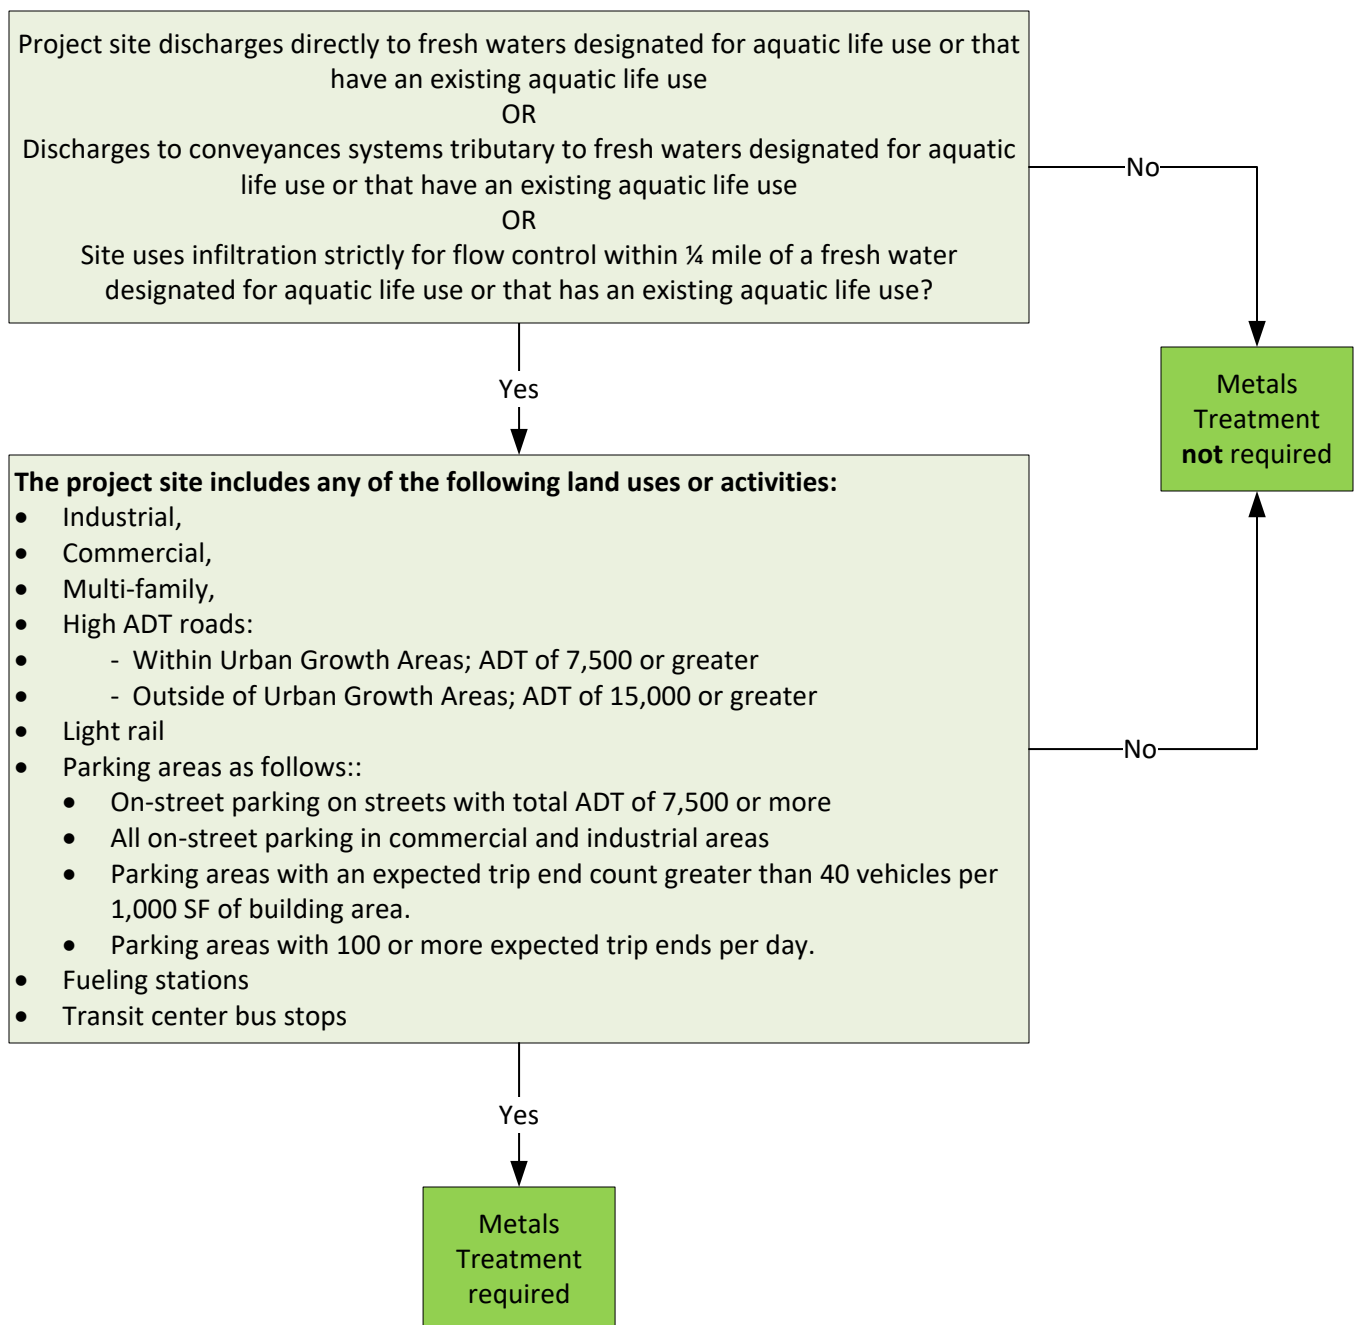 Project site discharges directly to fresh waters designated for aquatic life use or that
have an existing aquatic life use
OR
Discharges to conveyances systems tributary to fresh waters designated for aquatic
life use or that have an existing aquatic life use
OR
Site uses infiltration strictly for flow control within ¼ mile of a fresh water
designated for aquatic life use or that has an existing aquatic life use?
No
Yes
Metals
Treatment
not required
The project site includes any of the following land uses or activities:
• Industrial,
• Commercial,
• Multi-family,
• High ADT roads:
• - Within Urban Growth Areas; ADT of 7,500 or greater
• - Outside of Urban Growth Areas; ADT of 15,000 or greater
• Light rail
• Parking areas as follows::
• On-street parking on streets with total ADT of 7,500 or more
• All on-street parking in commercial and industrial areas
• Parking areas with an expected trip end count greater than 40 vehicles per
1,000 SF of building area.
• Parking areas with 100 or more expected trip ends per day.
• Fueling stations
• Transit center bus stops
No
Yes
Metals
Treatment
required